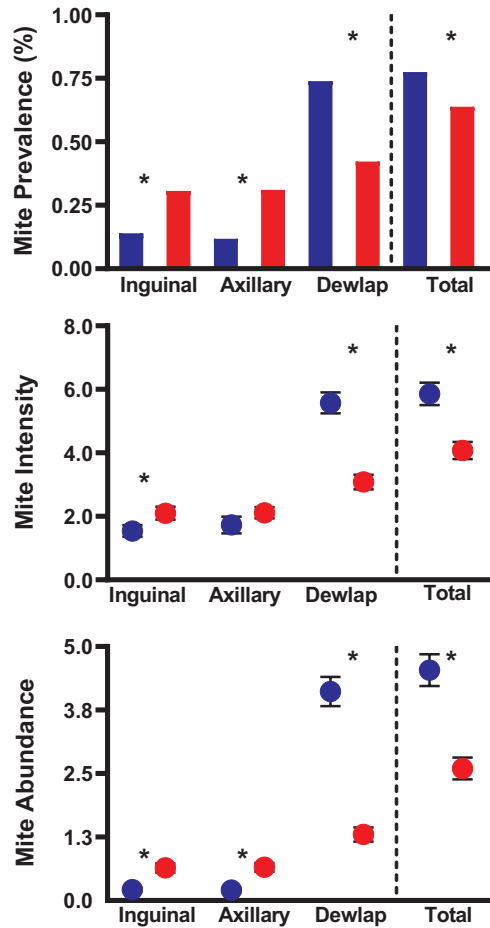 Mite Prevalence (%)
1.00
0.75
0.50
0.25
0.00
* * * *
Inguinal Axillary Dewlap Total
Mite Intensity
8.0
6.0
4.0
2.0
0.0
* * *
Inguinal Axillary Dewlap Total
Mite Abundance
5.0
3.8
2.5
1.3
0.0
* * * *
Inguinal Axillary Dewlap Total